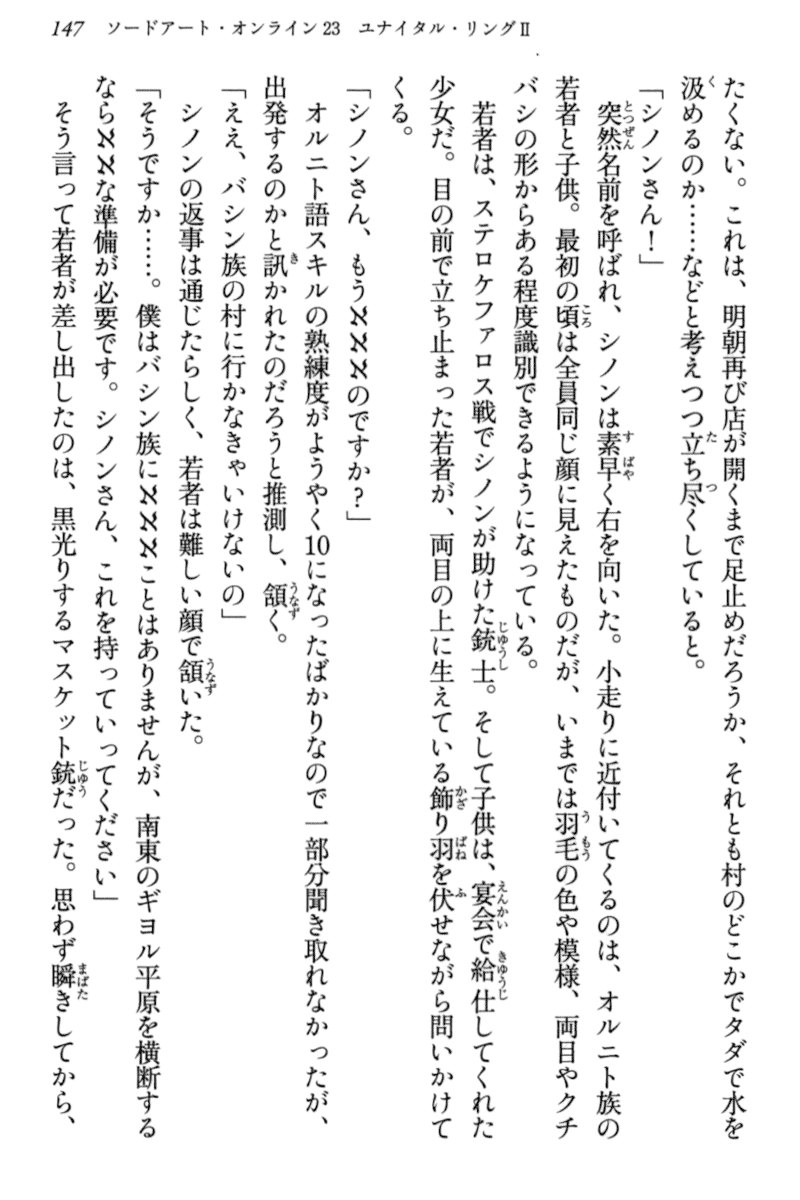 147　ソードアート・オンライン23　ユナイタル・リングⅡ
たくない。これは、明朝再び店が開くまで足止めだろうか、それとも村のどこかでタダで水を
汲めるのか……などと考えつつ立ち尽くしていると。
「シノンさん！」
　突然名前を呼ばれ、シノンは素早く右を向いた。小走りに近付いてくるのは、オルニト族の
若者と子供。最初の頃は全員同じ顔に見えたものだが、いまでは羽毛の色や模様、両目やクチ
バシの形からある程度識別できるようになっている。
　若者は、ステロケファロス戦でシノンが助けた銃士。そして子供は、宴会で給仕してくれた
少女だ。目の前で立ち止まった若者が、両目の上に生えている飾り羽を伏せながら問いかけて
くる。
「シノンさん、もうℵℵℵのですか？」
　オルニト語スキルの熟練度がようやく10になったばかりなので一部分聞き取れなかったが、
出発するのかと訊かれたのだろうと推測し、頷く。
「ええ、バシン族の村に行かなきゃいけないの」
　シノンの返事は通じたらしく、若者は難しい顔で頷いた。
「そうですか……。僕はバシン族にℵℵℵことはありませんが、南東のギヨル平原を横断する
ならℵℵな準備が必要です。シノンさん、これを持っていってください」
　そう言って若者が差し出したのは、黒光りするマスケット銃だった。思わず瞬きしてから、